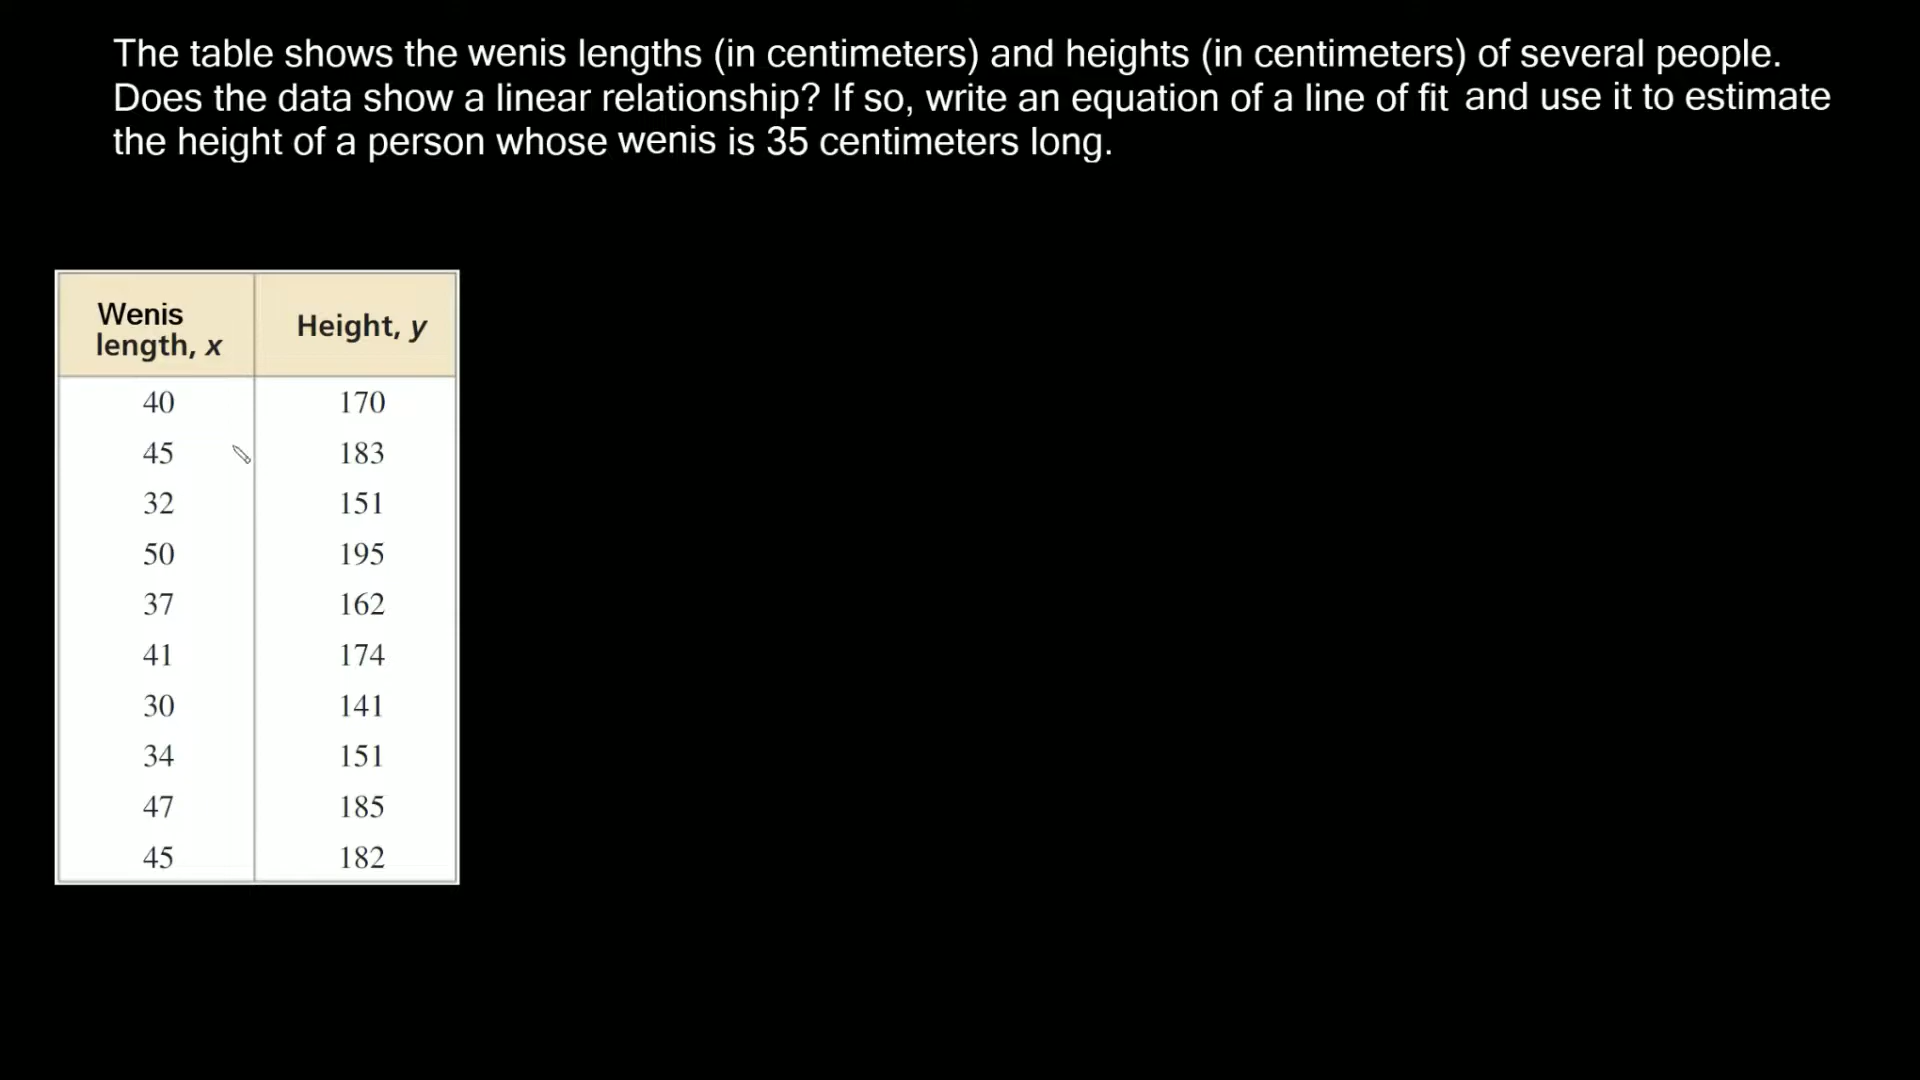 The table shows the wenis lengths (in centimeters) and heights (in centimeters) of several people.
Does the data show a linear relationship? If so, write an equation of a line of fit and use it to estimate
the height of a person whose wenis is 35 centimeters long.
Wenis length, x	Height, y
40	170
45	183
32	151
50	195
37	162
41	174
30	141
34	151
47	185
45	182